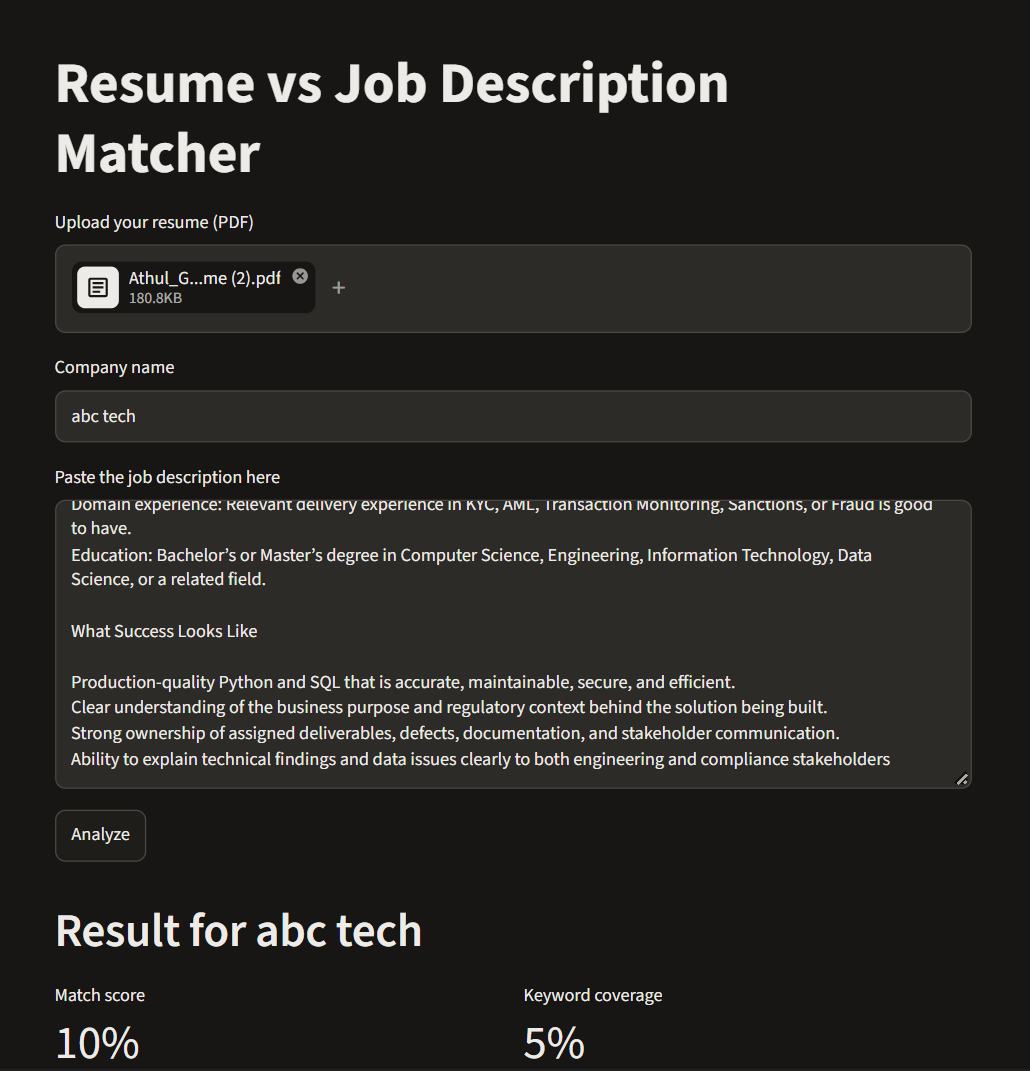 Resume vs Job Description
Matcher
Upload your resume (PDF)
Athul_G...me (2).pdf
180.8KB
Company name
abc tech
Paste the job description here
Domain experience: Relevant delivery experience in KYC, AML, Transaction Monitoring, Sanctions, or Fraud is good
to have.
Education: Bachelor’s or Master’s degree in Computer Science, Engineering, Information Technology, Data
Science, or a related field.
What Success Looks Like
Production-quality Python and SQL that is accurate, maintainable, secure, and efficient.
Clear understanding of the business purpose and regulatory context behind the solution being built.
Strong ownership of assigned deliverables, defects, documentation, and stakeholder communication.
Ability to explain technical findings and data issues clearly to both engineering and compliance stakeholders
Analyze
Result for abc tech
Match score
Keyword coverage
10%
5%